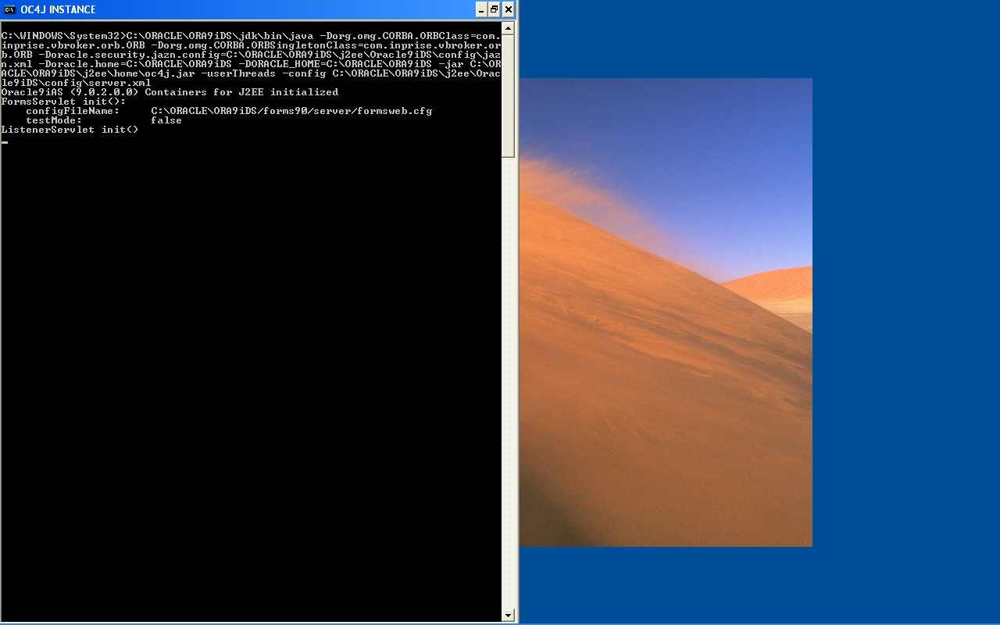 OC4J INSTANCE
C:\WINDOWS\System32>C:\ORACLE\ORA9iDS\jdk\bin\java -Dorg.omg.CORBA.ORBClass=com.
inprise.vbroker.orb.ORB -Dorg.omg.CORBA.ORBSingletonClass=com.inprise.vbroker.or
b.ORB -Doracle.security.jazn.config=C:\ORACLE\ORA9iDS\j2ee\Oracle9iDS\config\jaz
n.xml -Doracle.home=C:\ORACLE\ORA9iDS -DORACLE_HOME=C:\ORACLE\ORA9iDS -jar C:\OR
ACLE\ORA9iDS\j2ee\home\oc4j.jar -userThreads -config C:\ORACLE\ORA9iDS\j2ee\Orac
le9iDS\config\server.xml
Oracle9iAS (9.0.2.0.0) Containers for J2EE initialized
FormsServlet init():
    configFileName:     C:\ORACLE\ORA9iDS/forms90/server/formsweb.cfg
    testMode:           false
ListenerServlet init()